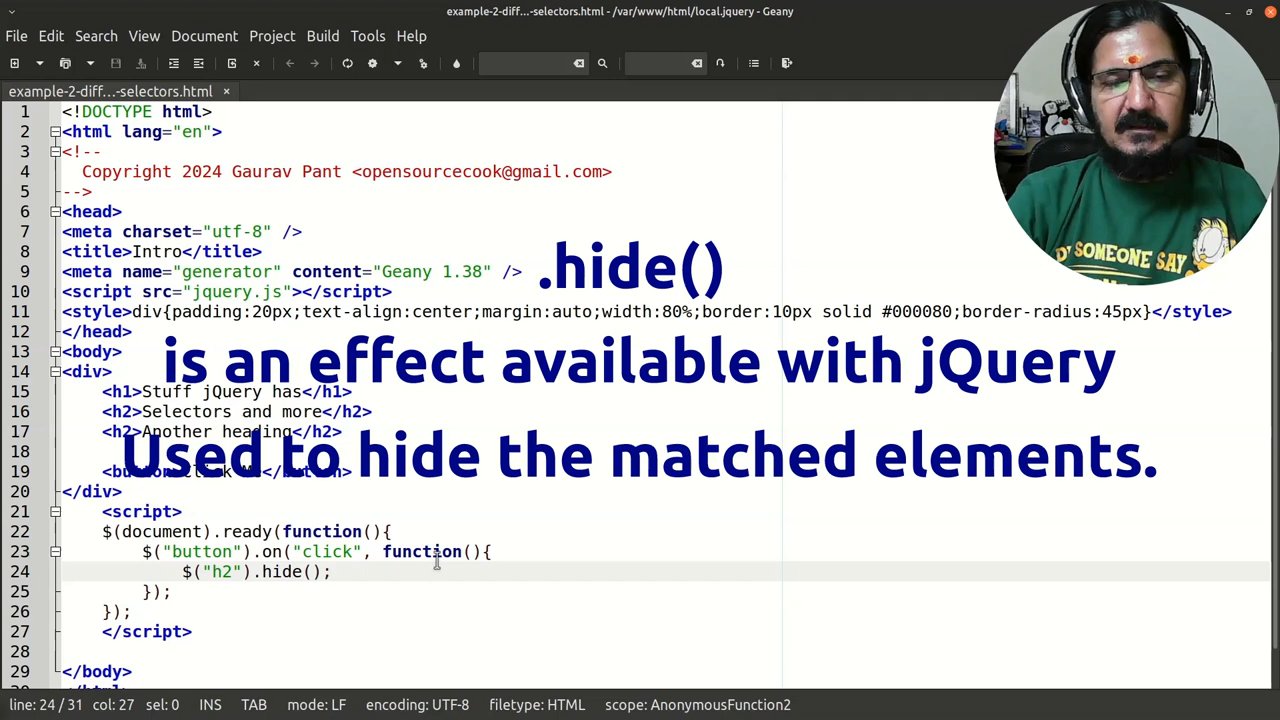 example-2-diff...-selectors.html - /var/www/html/local.jquery - Geany
File Edit Search View Document Project Build Tools Help
example-2-diff...-selectors.html ×
1 <!DOCTYPE html>
2 <html lang="en">
3 <!--
4 Copyright 2024 Gaurav Pant <opensourcecook@gmail.com>
5 -->
6 <head>
7 <meta charset="utf-8" />
8 <title>Intro</title>
9 <meta name="generator" content="Geany 1.38" />
10 <script src="jquery.js"></script>
11 <style>div{padding:20px;text-align:center;margin:auto;width:80%;border:10px solid #000080;border-radius:45px}</style>
12 </head>
13 <body>
14 <div>
15 <h1>Stuff jQuery has</h1>
16 <h2>Selectors and more</h2>
17 <h2>Another heading</h2>
18
19 <button>Click Me</button>
20 </div>
21 <script>
22 $(document).ready(function(){
23 $("button").on("click", function(){
24 $("h2").hide();
25 });
26 });
27 </script>
28
29 </body>
.hide()
is an effect available with jQuery
Used to hide the matched elements.
SOMEONE SAY
line: 24 / 31 col: 27 sel: 0 INS TAB mode: LF encoding: UTF-8 filetype: HTML scope: AnonymousFunction2